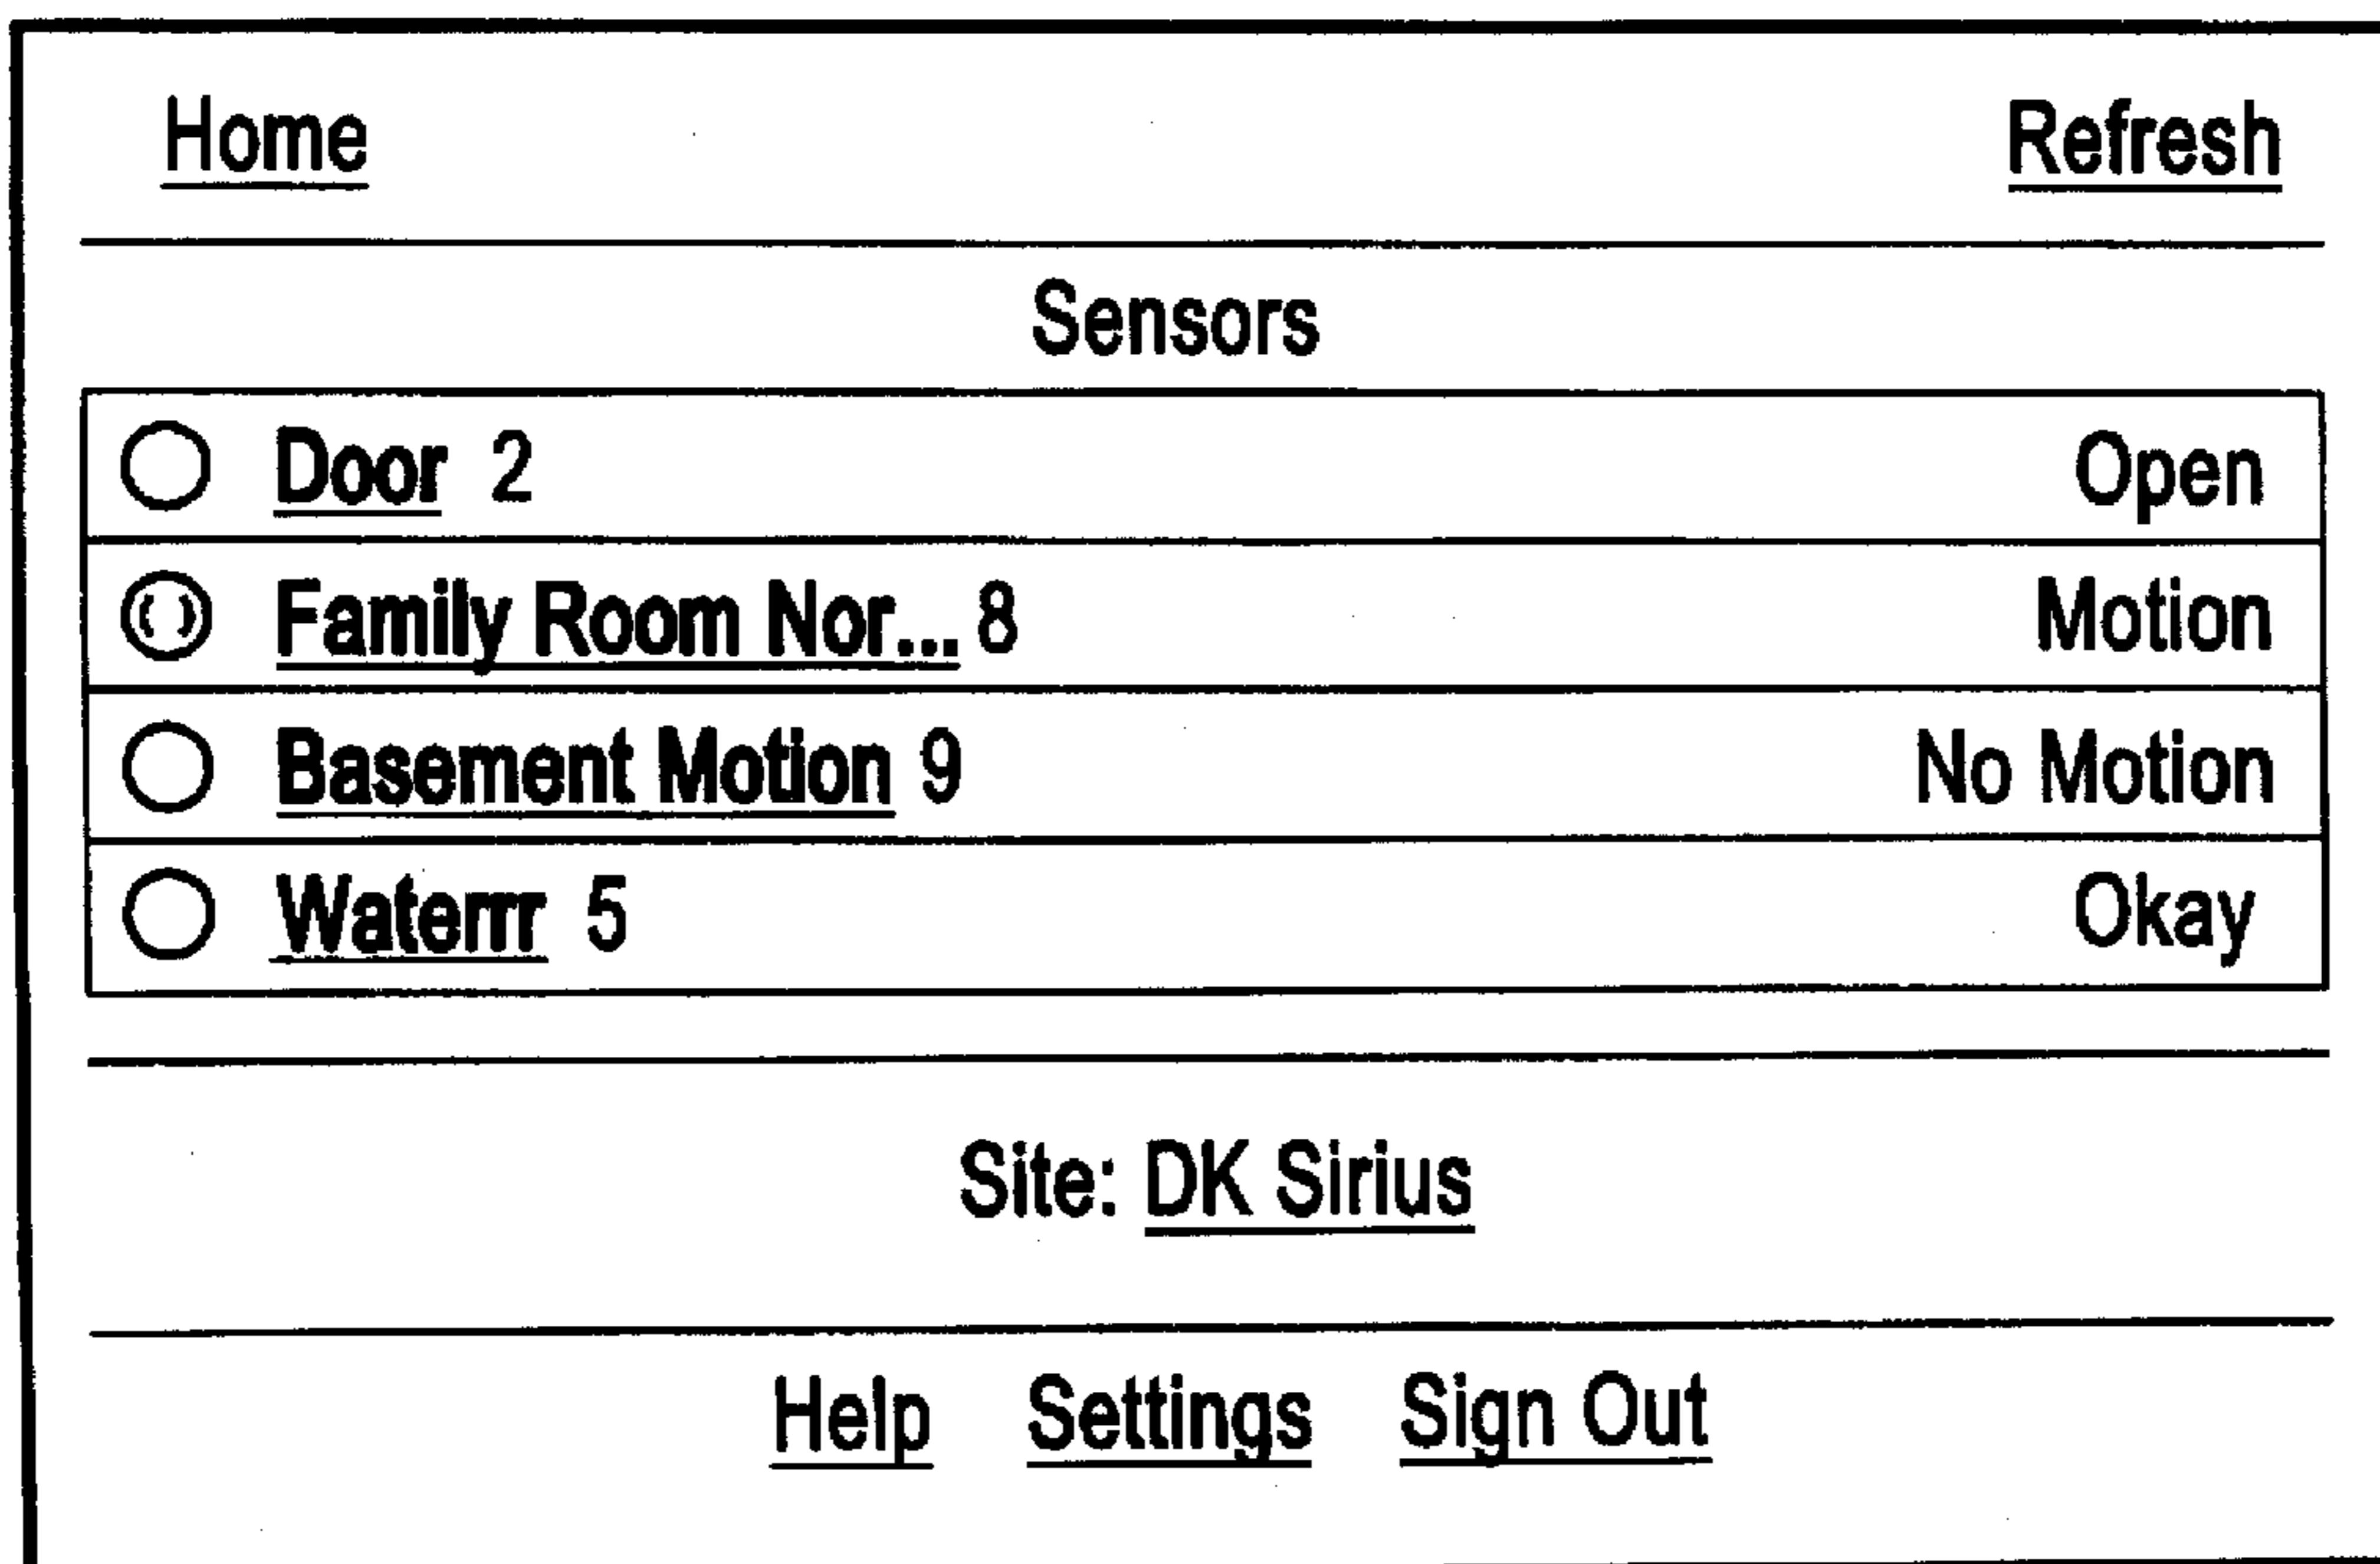 Home Refresh
Sensors
Door 2 Open
Family Room Nor... 8 Motion
Basement Motion 9 No Motion
Waterrr 5 Okay
Site: DK Sirius
Help Settings Sign Out